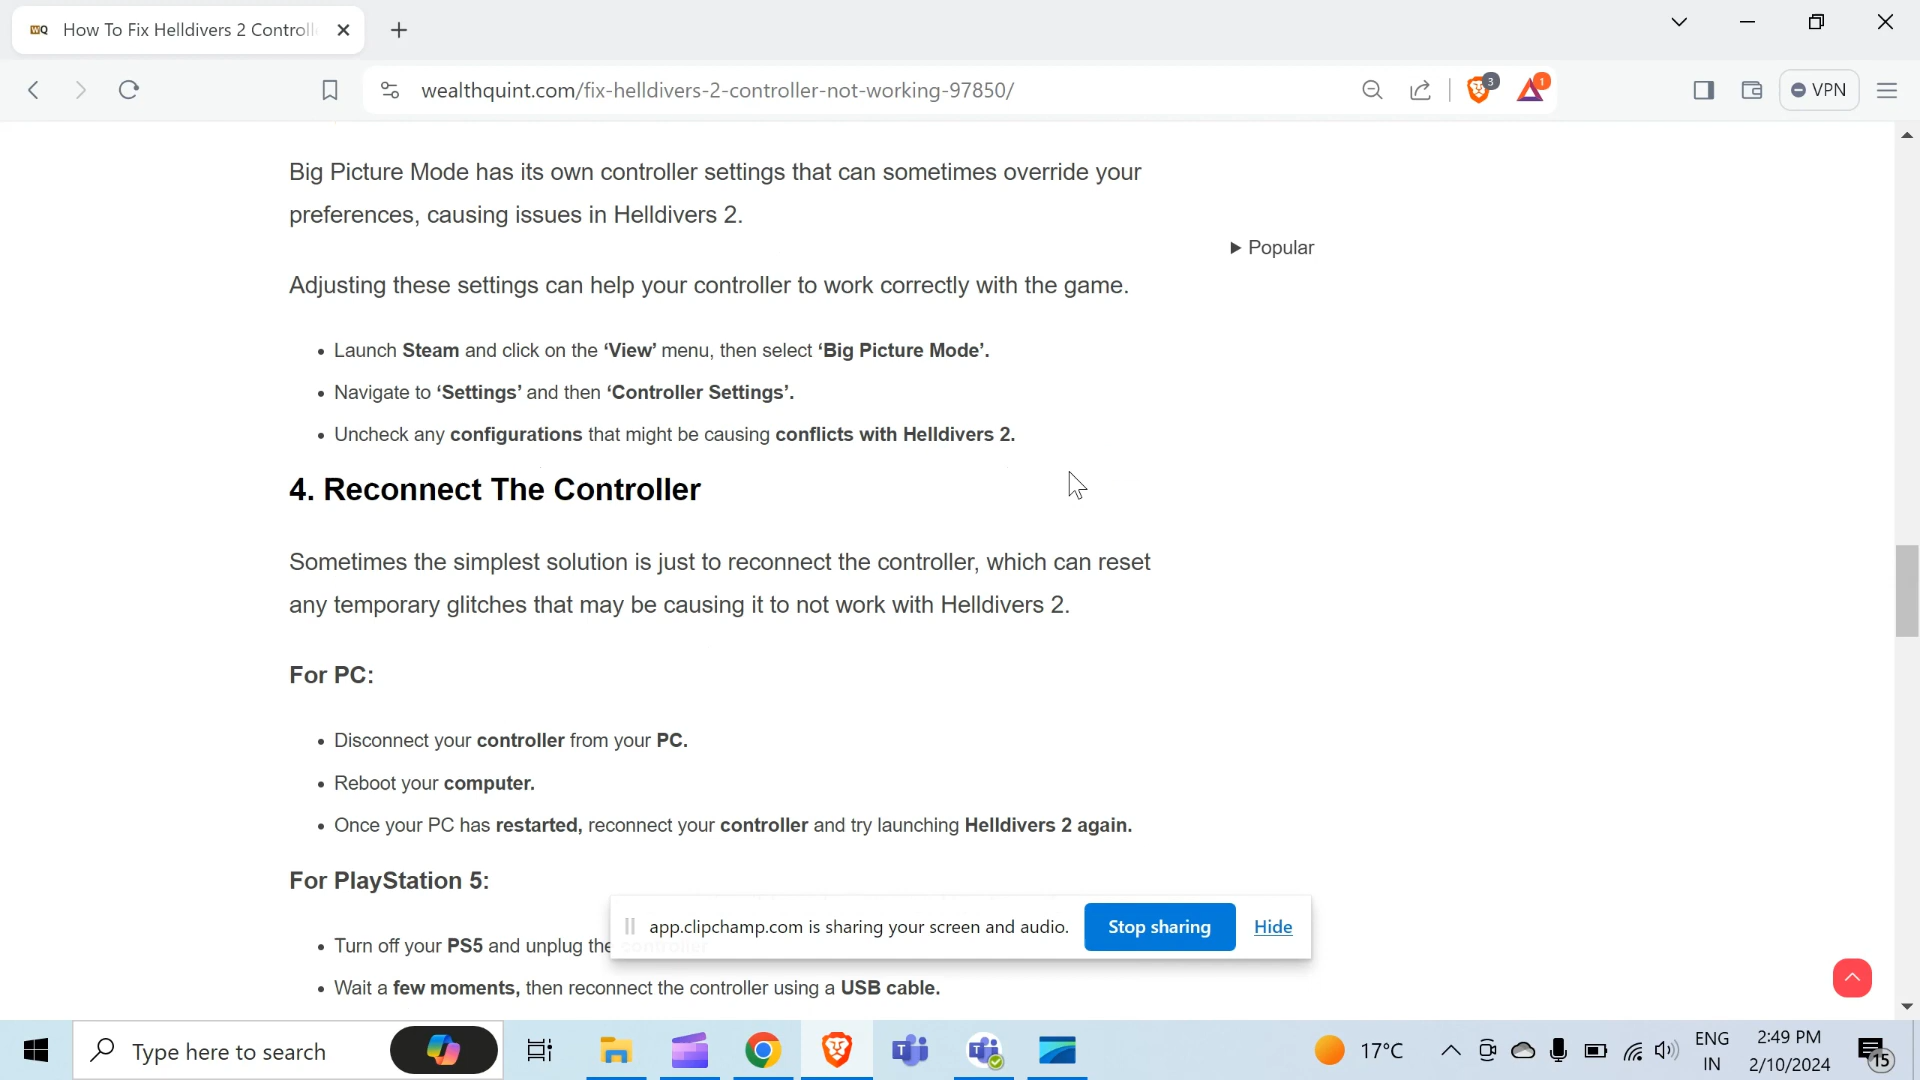 WQ How To Fix Helldivers 2 Controll
wealthquint.com/fix-helldivers-2-controller-not-working-97850/
3
1
VPN
Big Picture Mode has its own controller settings that can sometimes override your
preferences, causing issues in Helldivers 2.
Popular
Adjusting these settings can help your controller to work correctly with the game.
• Launch Steam and click on the ‘View’ menu, then select ‘Big Picture Mode’.
• Navigate to ‘Settings’ and then ‘Controller Settings’.
• Uncheck any configurations that might be causing conflicts with Helldivers 2.
4. Reconnect The Controller
Sometimes the simplest solution is just to reconnect the controller, which can reset
any temporary glitches that may be causing it to not work with Helldivers 2.
For PC:
• Disconnect your controller from your PC.
• Reboot your computer.
• Once your PC has restarted, reconnect your controller and try launching Helldivers 2 again.
For PlayStation 5:
app.clipchamp.com is sharing your screen and audio. Stop sharing Hide
• Turn off your PS5 and unplug the
• Wait a few moments, then reconnect the controller using a USB cable.
Type here to search
17°C
ENG
IN
2:49 PM
2/10/2024
15